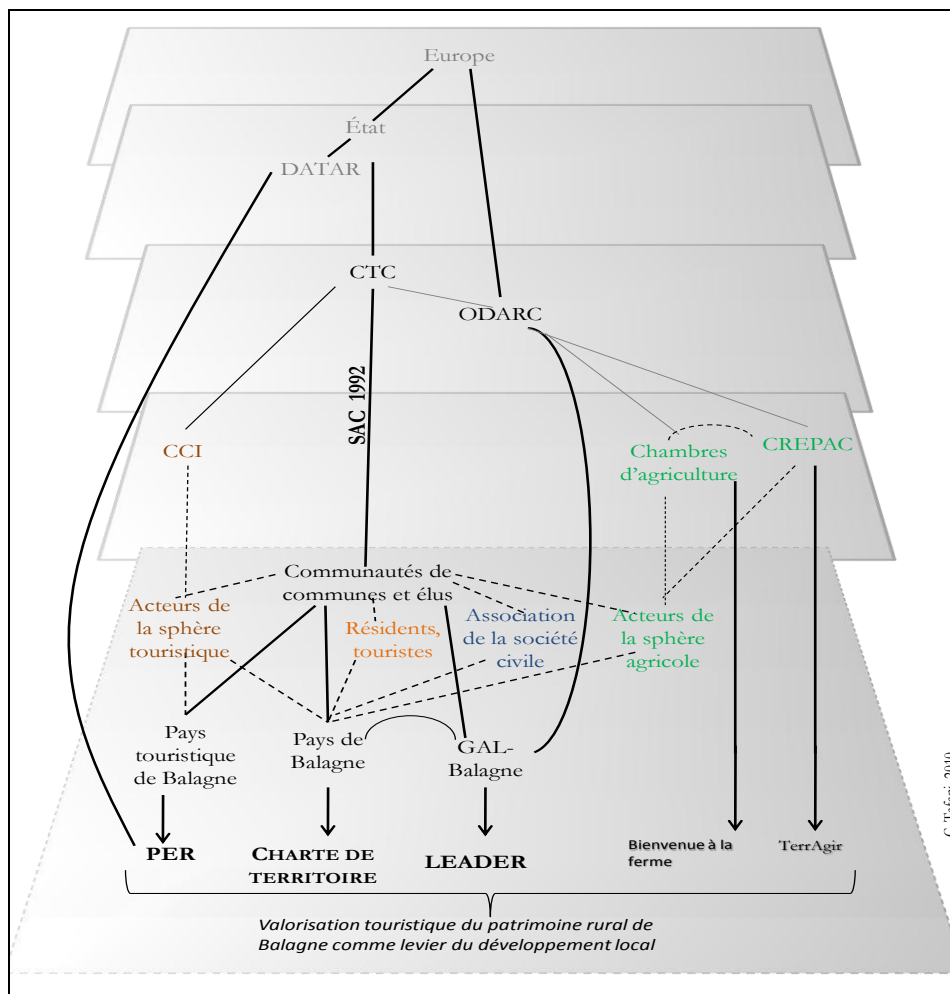 Europe
État
DATAR
CTC
ODARC
SAC 1992
CCI
Chambres
d'agriculture
CREPAC
Communautés de
communes et élus
Acteurs de
la sphère
touristique
Résidents,
touristes
Association
de la société
civile
Acteurs de
la sphère
agricole
Pays
touristique
de Balagne
Pays de
Balagne
GAL-
Balagne
PER
CHARTE DE
TERRITOIRE
LEADER
Bienvenue à la
ferme
TerrAgir
Valorisation touristique du patrimoine rural de
Balagne comme levier du développement local